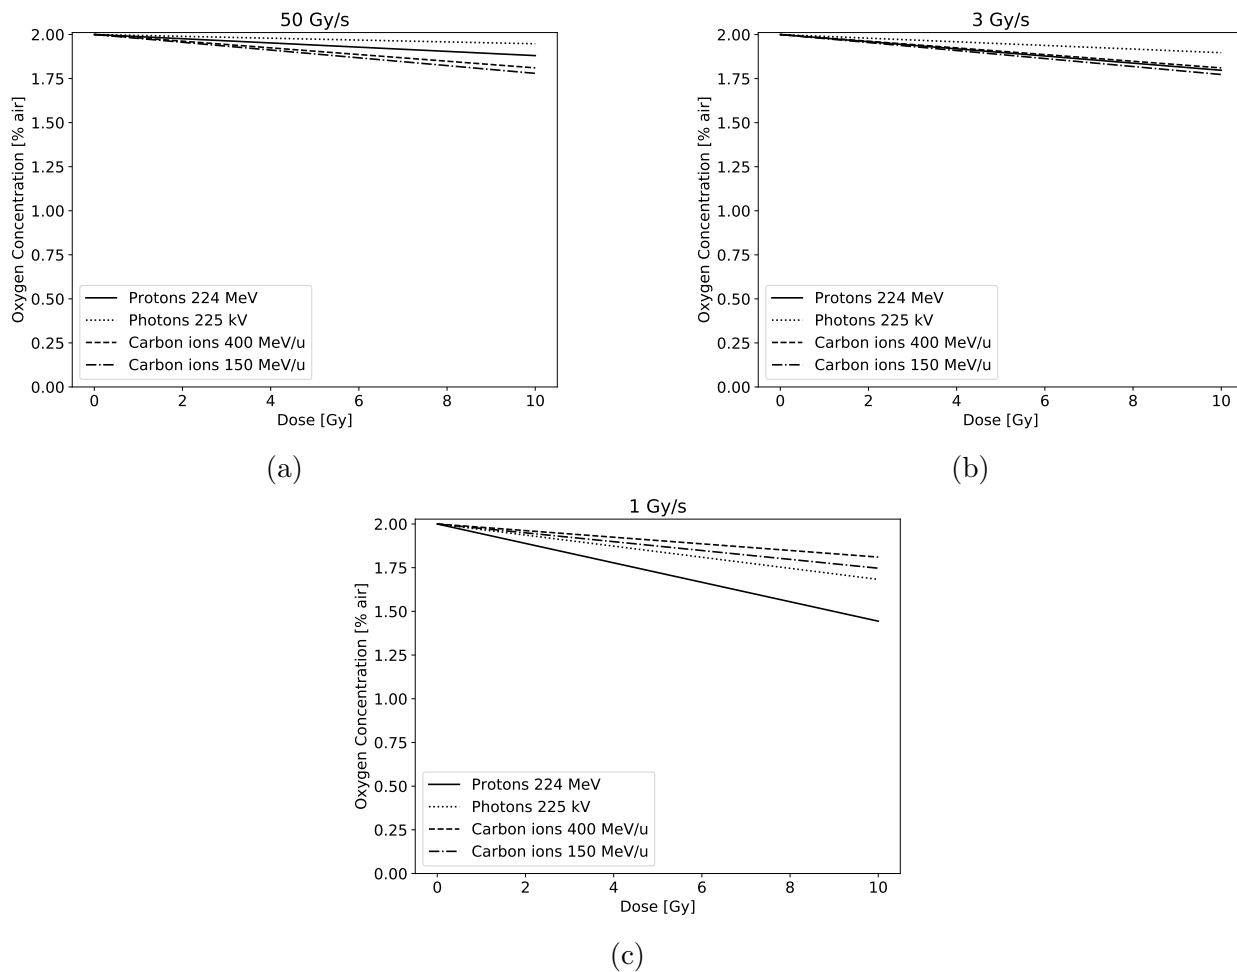 50 Gy/s
2.00
1.75
1.50
1.25
1.00
0.75
0.50
0.25
0.00
Oxygen Concentration [% air]
Protons 224 MeV
Photons 225 kV
Carbon ions 400 MeV/u
Carbon ions 150 MeV/u
0 2 4 6 8 10
Dose [Gy]
(a)
3 Gy/s
2.00
1.75
1.50
1.25
1.00
0.75
0.50
0.25
0.00
Oxygen Concentration [% air]
Protons 224 MeV
Photons 225 kV
Carbon ions 400 MeV/u
Carbon ions 150 MeV/u
0 2 4 6 8 10
Dose [Gy]
(b)
1 Gy/s
2.00
1.75
1.50
1.25
1.00
0.75
0.50
0.25
0.00
Oxygen Concentration [% air]
Protons 224 MeV
Photons 225 kV
Carbon ions 400 MeV/u
Carbon ions 150 MeV/u
0 2 4 6 8 10
Dose [Gy]
(c)